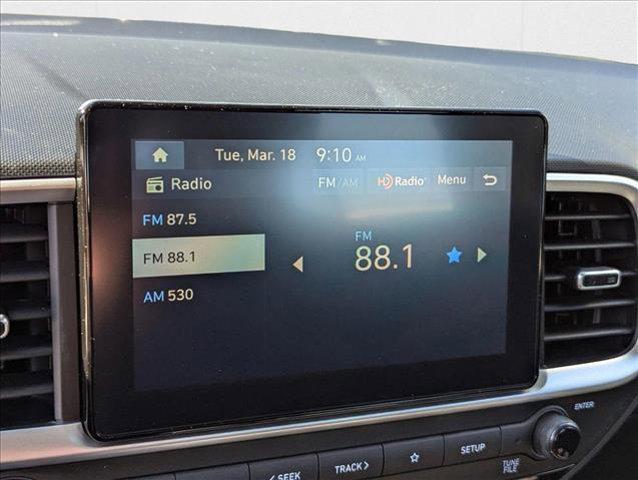 Tue, Mar. 18 9:10 AM
Radio FM/AM HD Radio Menu
FM 87.5
FM 88.1
AM 530
FM
88.1
ENTER
< SEEK TRACK > SETUP
TUNE
FILE